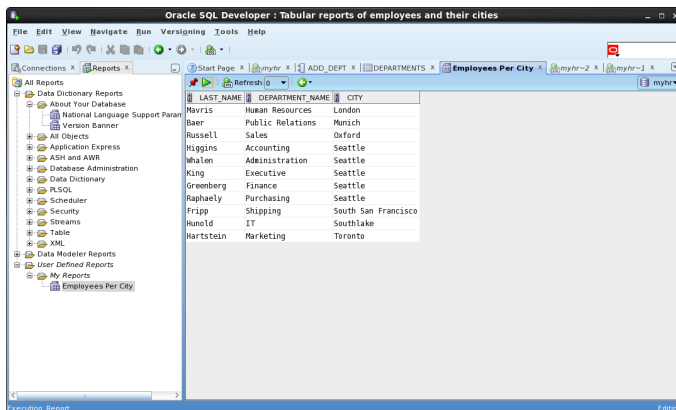 Oracle SQL Developer : Tabular reports of employees and their cities
File Edit View Navigate Run Versioning Tools Help
Connections Reports
Start Page myhr ADD_DEPT DEPARTMENTS Employees Per City myhr~2 myhr~1
Refresh: 0 myhr
All Reports
Data Dictionary Reports
About Your Database
National Language Support Param
Version Banner
All Objects
Application Express
ASH and AWR
Database Administration
Data Dictionary
PLSQL
Scheduler
Security
Streams
Table
XML
Data Modeler Reports
User Defined Reports
My Reports
Employees Per City
LAST_NAME DEPARTMENT_NAME CITY
Mavris Human Resources London
Baer Public Relations Munich
Russell Sales Oxford
Higgins Accounting Seattle
Whalen Administration Seattle
King Executive Seattle
Greenberg Finance Seattle
Raphaely Purchasing Seattle
Fripp Shipping South San Francisco
Hunold IT Southlake
Hartstein Marketing Toronto
Executing Report Editin